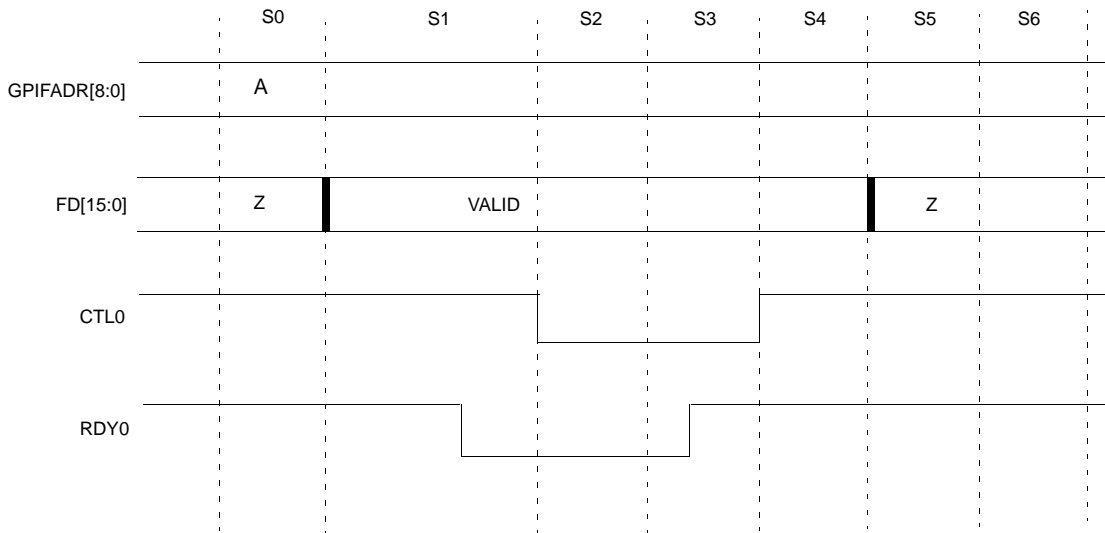 S0 S1 S2 S3 S4 S5 S6
GPIFADR[8:0] A
FD[15:0] Z VALID Z
CTL0
RDY0